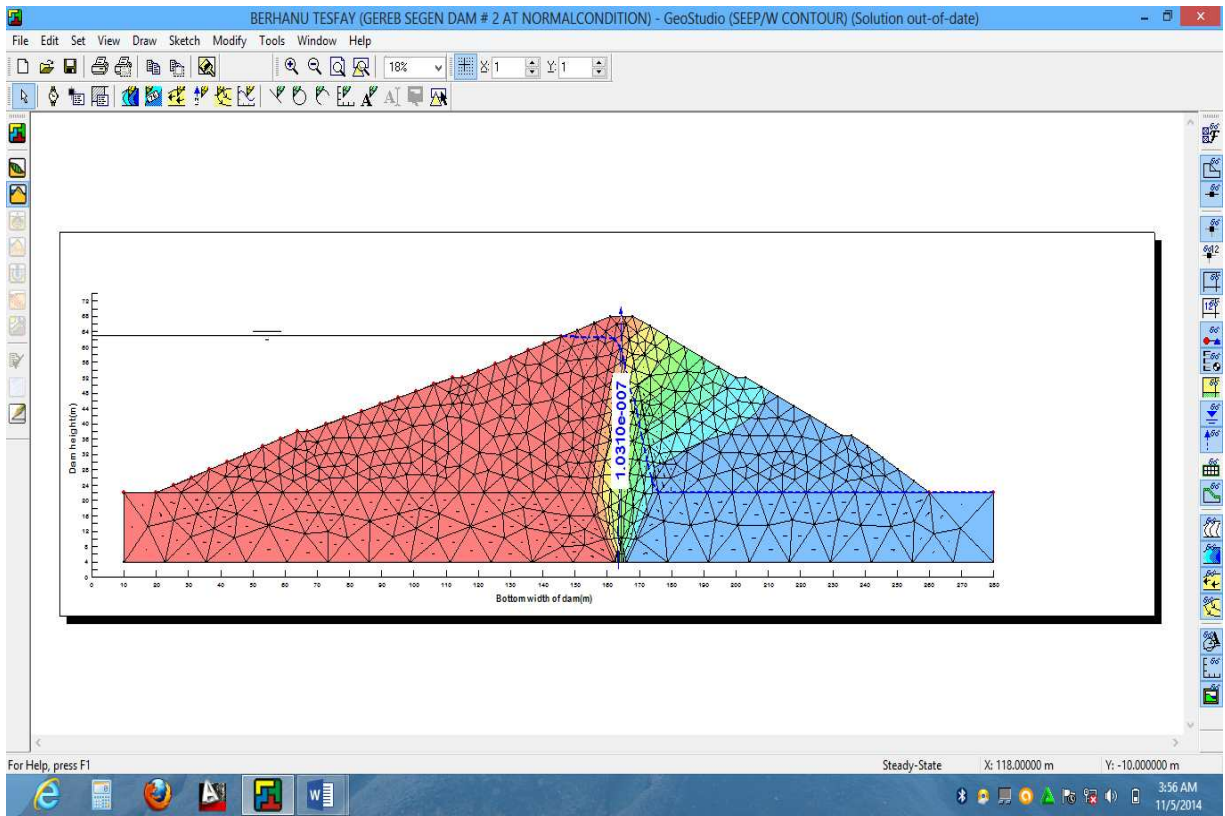 BERHANU TESFAY (GEREB SEGEN DAM # 2 AT NORMALCONDITION) - GeoStudio (SEEP/W CONTOUR) (Solution out-of-date)
File Edit Set View Draw Sketch Modify Tools Window Help
18% X: 1 Y: 1
Dam height(m)
1.0310e-007
0 10 20 30 40 50 60 70 80 90 100 110 120 130 140 150 160 170 180 190 200 210 220 230 240 250 260 270 280
Bottom width of dam(m)
For Help, press F1 Steady-State X: 118.00000 m Y: -10.000000 m
3:56 AM
11/5/2014